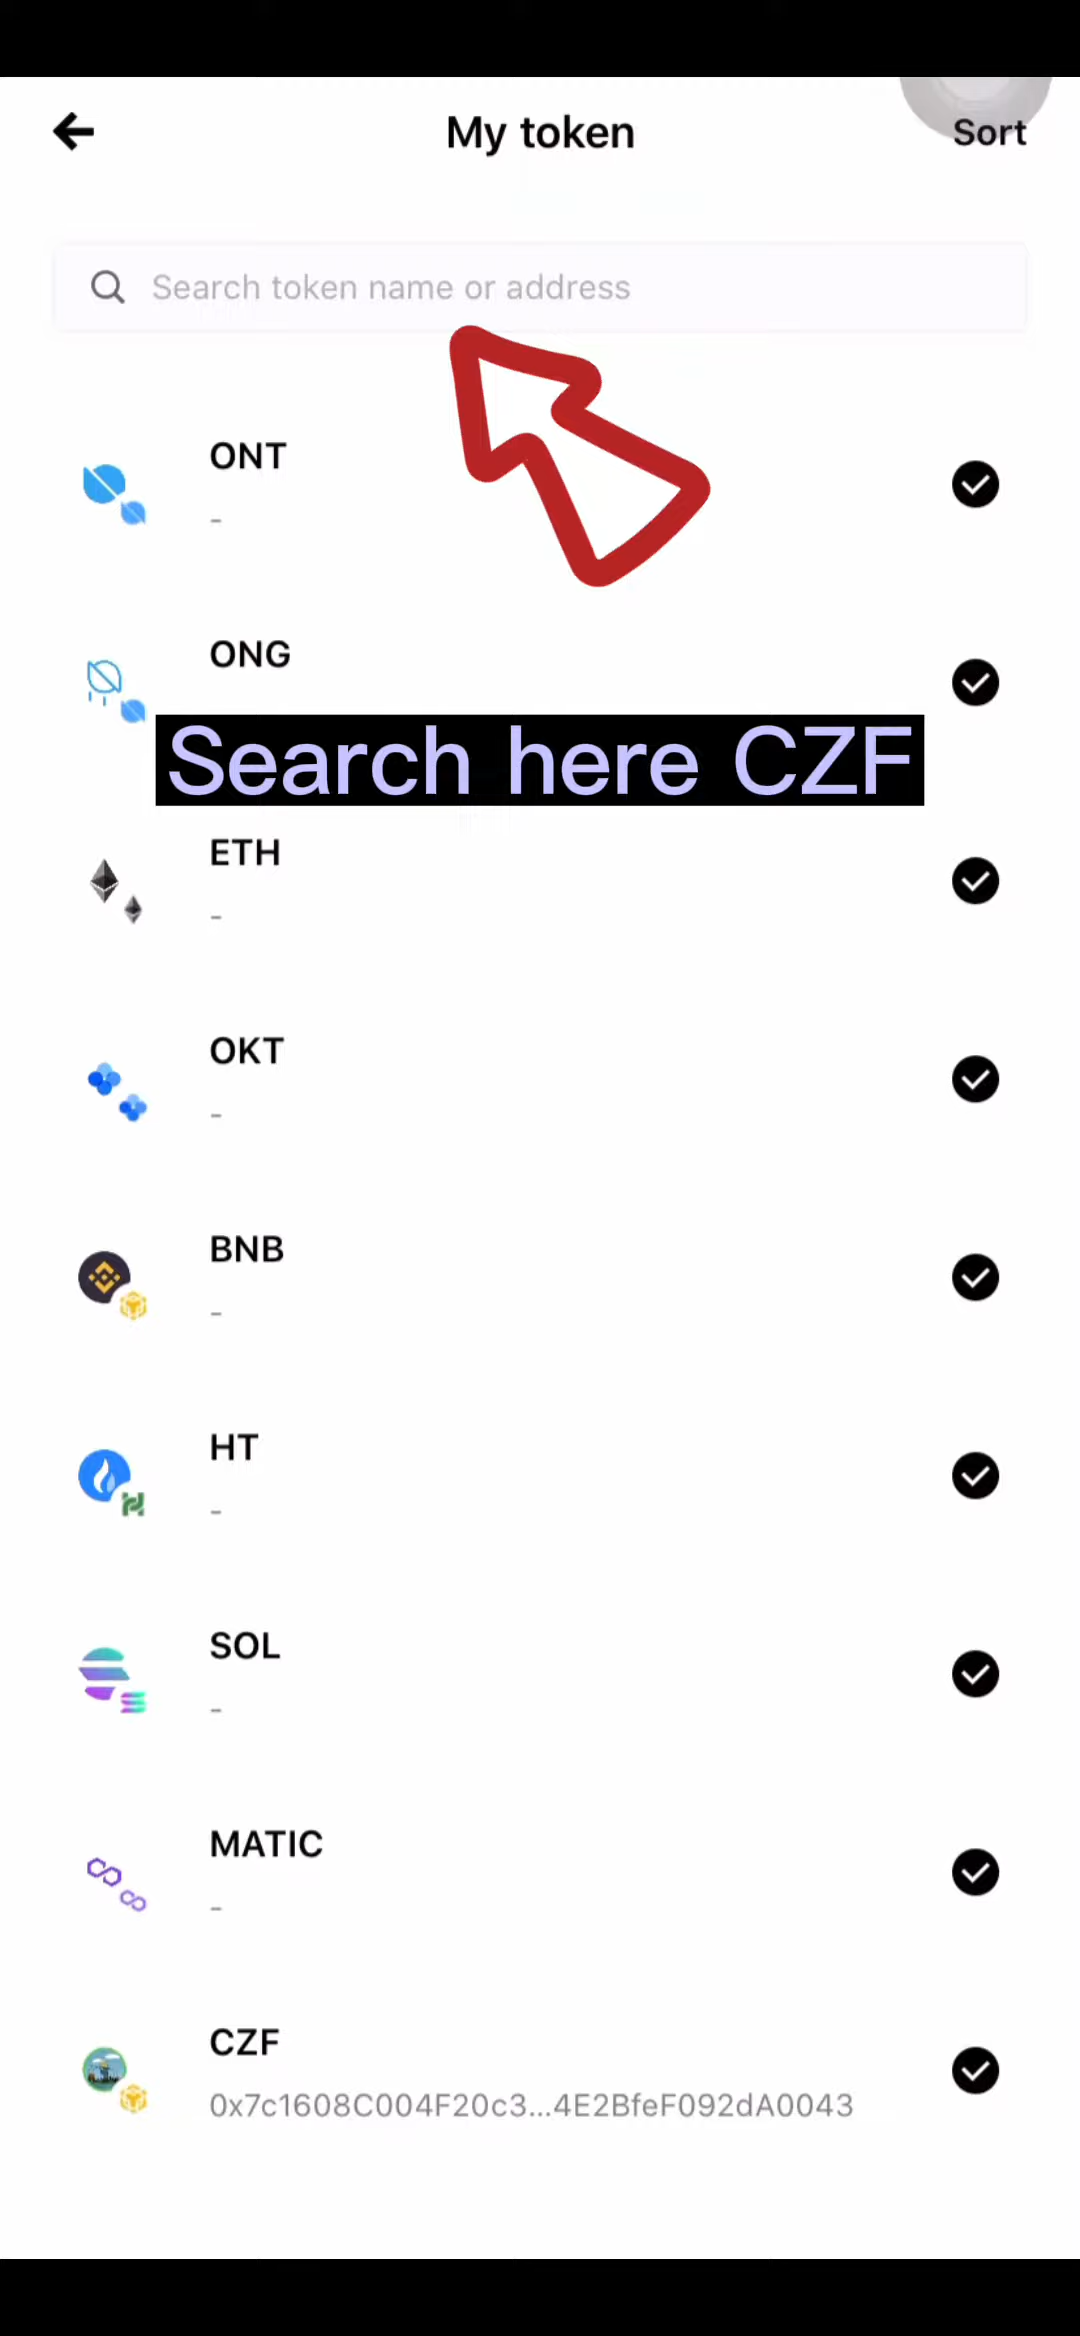 My token
Sort
Search token name or address
ONT
-
ONG
Search here CZF
ETH
-
OKT
-
BNB
-
HT
-
SOL
-
MATIC
-
CZF
0x7c1608C004F20c3...4E2BfeF092dA0043